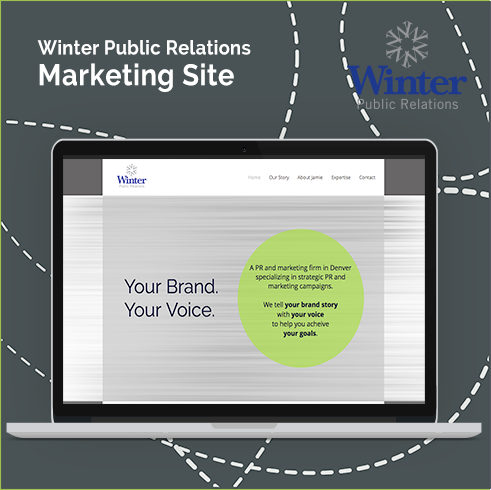 Winter Public Relations
Marketing Site
Winter
Public Relations
Winter
Public Relations
Home Our Story About Jamie Expertise Contact
Your Brand.
Your Voice.
A PR and marketing firm in Denver
specializing in strategic PR and
marketing campaigns.
We tell your brand story
with your voice
to help you acheive
your goals.